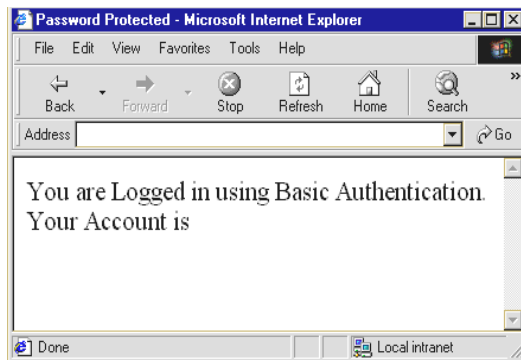 Password Protected - Microsoft Internet Explorer
File Edit View Favorites Tools Help
Back Forward Stop Refresh Home Search »
Address Go
You are Logged in using Basic Authentication.
Your Account is
Done Local intranet